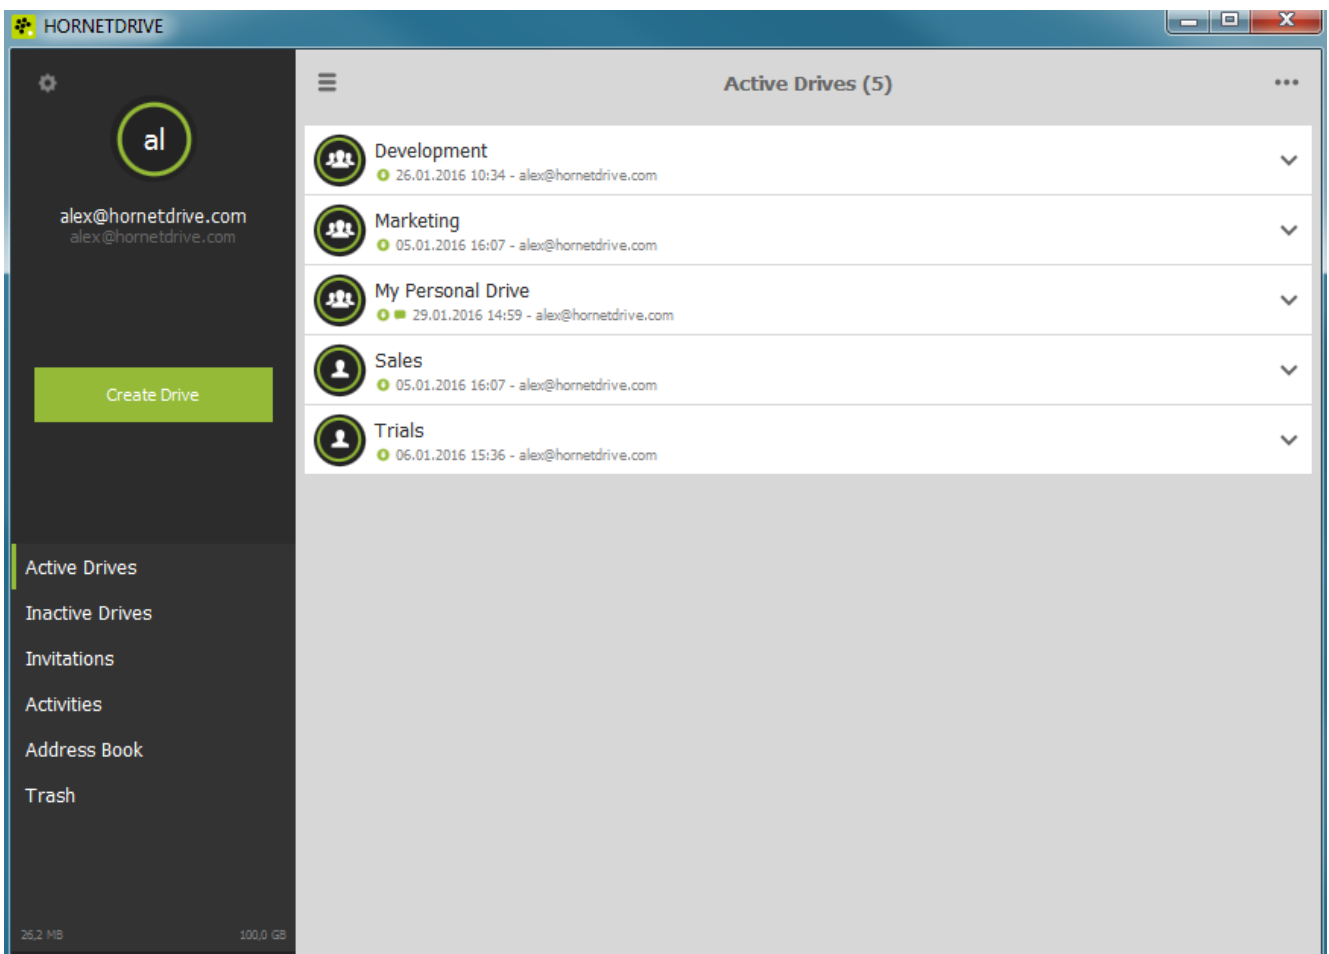 HORNETDRIVE
al
alex@hornetdrive.com
alex@hornetdrive.com
Create Drive
Active Drives
Inactive Drives
Invitations
Activities
Address Book
Trash
26,2 MB 100,0 GB
Active Drives (5)
Development
26.01.2016 10:34 - alex@hornetdrive.com
Marketing
05.01.2016 16:07 - alex@hornetdrive.com
My Personal Drive
29.01.2016 14:59 - alex@hornetdrive.com
Sales
05.01.2016 16:07 - alex@hornetdrive.com
Trials
06.01.2016 15:36 - alex@hornetdrive.com